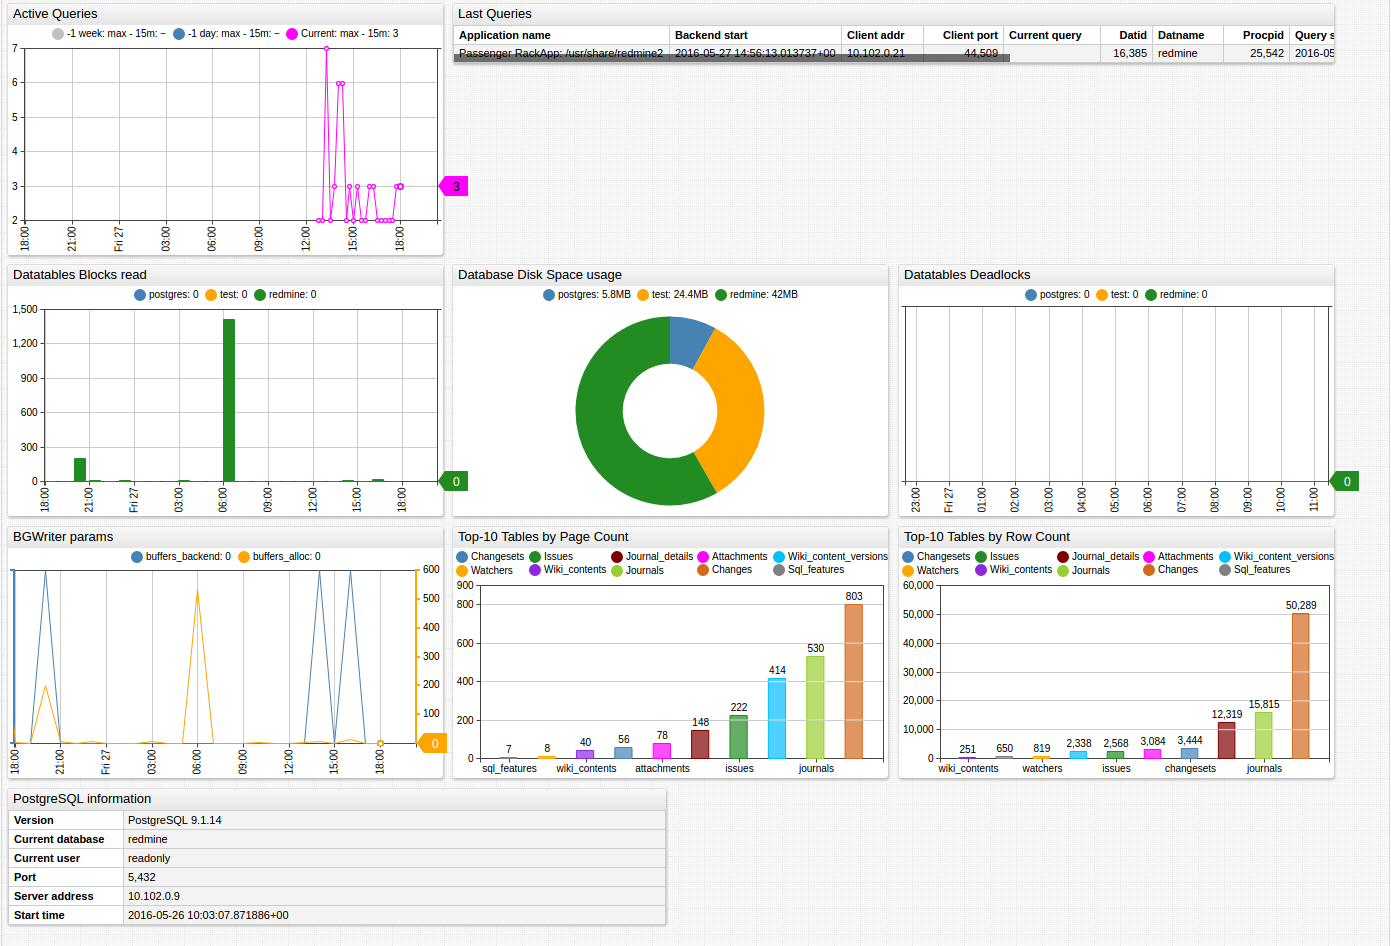 Active Queries
-1 week: max - 15m: ~ -1 day: max - 15m: ~ Current: max - 15m: 3
7
6
5
4
3
2
3
18:00 21:00 Fri 27 03:00 06:00 09:00 12:00 15:00 18:00
Last Queries
Application name Backend start Client addr Client port Current query Datid Datname Procpid Query s
Passenger RackApp: /usr/share/redmine2 2016-05-27 14:56:13.013737+00 10.102.0.21 44,509 16,385 redmine 25,542 2016-05
Datatables Blocks read
postgres: 0 test: 0 redmine: 0
1,500
1,200
900
600
300
0
0
18:00 21:00 Fri 27 03:00 06:00 09:00 12:00 15:00 18:00
Database Disk Space usage
postgres: 5.8MB test: 24.4MB redmine: 42MB
Datatables Deadlocks
postgres: 0 test: 0 redmine: 0
0
23:00 Fri 27 01:00 02:00 03:00 04:00 05:00 06:00 07:00 08:00 09:00 10:00 11:00
BGWriter params
buffers_backend: 0 buffers_alloc: 0
600
500
400
300
200
100
0
18:00 21:00 Fri 27 03:00 06:00 09:00 12:00 15:00 18:00
Top-10 Tables by Page Count
Changesets Issues Journal_details Attachments Wiki_content_versions
Watchers Wiki_contents Journals Changes Sql_features
900
800
600
400
200
0
7 8 40 56 78 148 222 414 530 803
sql_features wiki_contents attachments issues journals
Top-10 Tables by Row Count
Changesets Issues Journal_details Attachments Wiki_content_versions
Watchers Wiki_contents Journals Changes Sql_features
60,000
50,000
40,000
30,000
20,000
10,000
0
251 650 819 2,338 2,568 3,084 3,444 12,319 15,815 50,289
wiki_contents watchers issues changesets journals
PostgreSQL information
Version PostgreSQL 9.1.14
Current database redmine
Current user readonly
Port 5,432
Server address 10.102.0.9
Start time 2016-05-26 10:03:07.871886+00